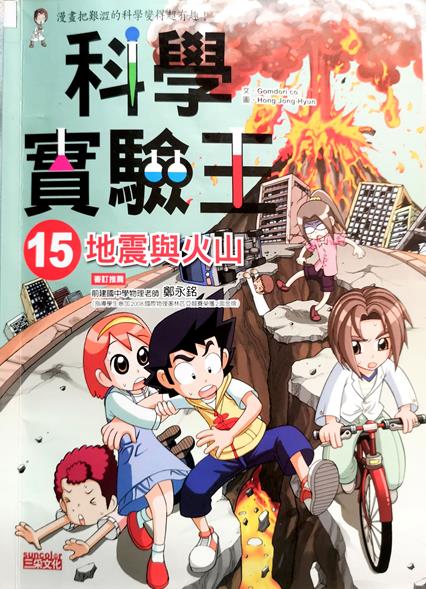 漫畫把艱澀的科學變得超有趣！
科學
實驗王
文・Gomdori co.
圖・Hong Jong-Hyun
15 地震與火山
審訂推薦
前建國中學物理老師 鄭永銘
suncolor
三采文化